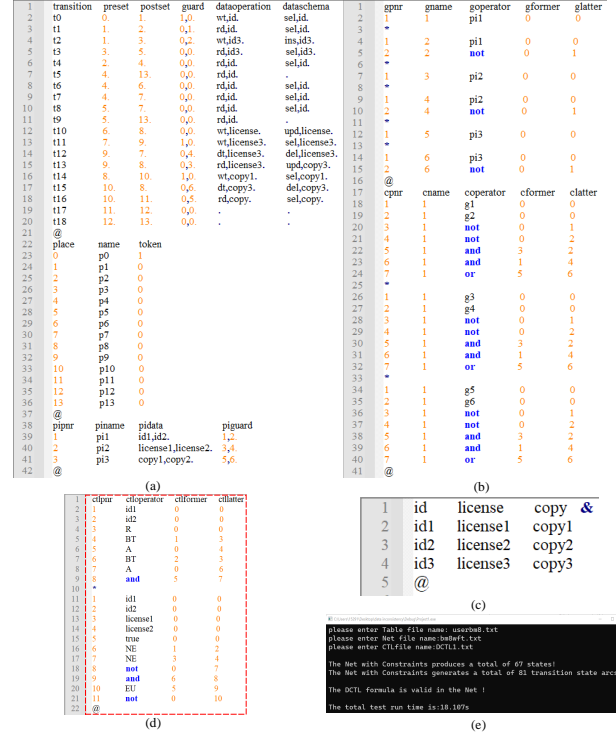 1 transition preset postset guard dataoperation dataschema
2 t0 0. 1. 1,0. wt,id. sel,id.
3 t1 1. 2. 0,1. rd,id. sel,id.
4 t2 1. 3. 0,2. wt,id3. ins,id3.
5 t3 3. 5. 0,0. rd,id3. sel,id3.
6 t4 2. 4. 0,0. rd,id. sel,id.
7 t5 4. 13. 0,0. rd,id. .
8 t6 4. 6. 0,0. rd,id. sel,id.
9 t7 4. 7. 0,0. rd,id. sel,id.
10 t8 5. 7. 0,0. rd,id. sel,id.
11 t9 5. 13. 0,0. rd,id. .
12 t10 6. 8. 0,0. wt,license. upd,license.
13 t11 7. 9. 1,0. wt,license3. sel,license3.
14 t12 9. 7. 0,4. dt,license3. del,license3.
15 t13 9. 8. 0,3. rd,license3. upd,copy3.
16 t14 8. 10. 1,0. wt,copy1. sel,copy1.
17 t15 10. 8. 0,6. dt,copy3. del,copy3.
18 t16 10. 11. 0,5. rd,copy. sel,copy.
19 t17 11. 12. 0,0. . .
20 t18 12. 13. 0,0. . .
21 @
22 place name token
23 0 p0 1
24 1 p1 0
25 2 p2 0
26 3 p3 0
27 4 p4 0
28 5 p5 0
29 6 p6 0
30 7 p7 0
31 8 p8 0
32 9 p9 0
33 10 p10 0
34 11 p11 0
35 12 p12 0
36 13 p13 0
37 @
38 pipnr piname pidata piguard
39 1 pi1 id1,id2. 1,2.
40 2 pi2 license1,license2. 3,4.
41 3 pi3 copy1,copy2. 5,6.
42 @
(a)
1 gpnr gname goperator gformer glatter
2 1 1 pi1 0 0
3 *
4 1 2 pi1 0 0
5 2 2 not 0 1
6 *
7 1 3 pi2 0 0
8 *
9 1 4 pi2 0 0
10 2 4 not 0 1
11 *
12 1 5 pi3 0 0
13 *
14 1 6 pi3 0 0
15 2 6 not 0 1
16 @
17 cpnr cname coperator cformer clatter
18 1 1 g1 0 0
19 2 1 g2 0 0
20 3 1 not 0 1
21 4 1 not 0 2
22 5 1 and 3 2
23 6 1 and 1 4
24 7 1 or 5 6
25 *
26 1 1 g3 0 0
27 2 1 g4 0 0
28 3 1 not 0 1
29 4 1 not 0 2
30 5 1 and 3 2
31 6 1 and 1 4
32 7 1 or 5 6
33 *
34 1 1 g5 0 0
35 2 1 g6 0 0
36 3 1 not 0 1
37 4 1 not 0 2
38 5 1 and 3 2
39 6 1 and 1 4
40 7 1 or 5 6
41 @
(b)
1 ctlpnr ctloperator ctlformer ctllatter
2 1 id1 0 0
3 2 id2 0 0
4 3 R 0 0
5 4 BT 1 3
6 5 A 0 4
7 6 BT 2 3
8 7 A 0 6
9 8 and 5 7
10 *
11 1 id1 0 0
12 2 id2 0 0
13 3 license1 0 0
14 4 license2 0 0
15 5 true 0 0
16 6 NE 1 2
17 7 NE 3 4
18 8 not 0 7
19 9 and 6 8
20 10 EU 5 9
21 11 not 0 10
22 @
(d)
1 id license copy &
2 id1 license1 copy1
3 id2 license2 copy2
4 id3 license3 copy3
5 @
(c)
please enter Table file name: userbm8.txt
please enter Net file name:bm8wft.txt
please enter CTLfile name:DCTL1.txt
The Net with Constraints produces a total of 67 states!
The Net with Constraints generates a total of 81 transition state arcs
The DCTL formula is valid in the Net !
The total test run time is:18.107s
(e)